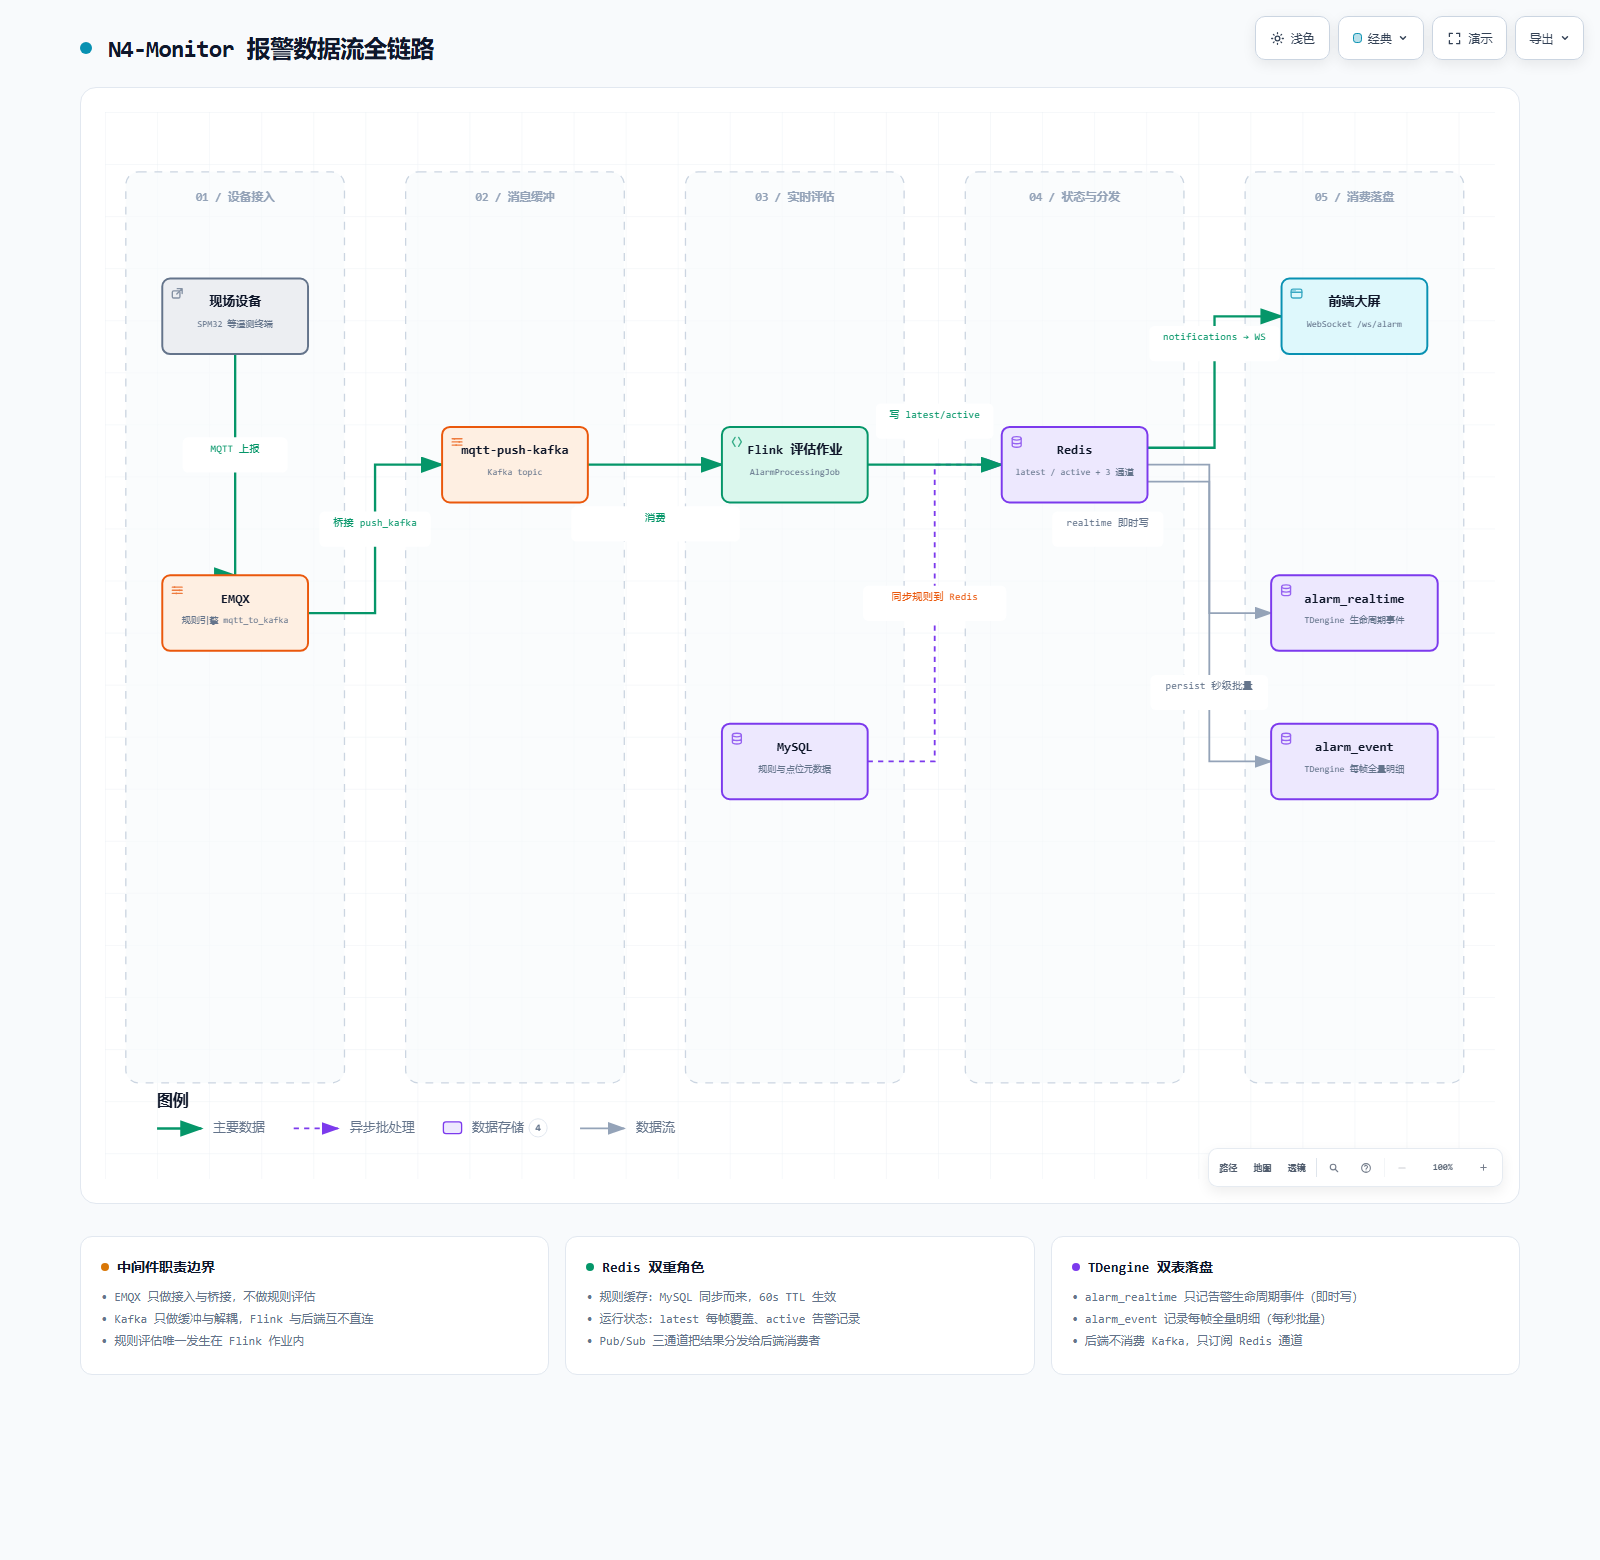 N4-Monitor 报警数据流全链路
浅色
经典
演示
导出
01 / 设备接入
02 / 消息缓冲
03 / 实时评估
04 / 状态与分发
05 / 消费落盘
现场设备
SPM32 等遥测终端
前端大屏
WebSocket /ws/alarm
notifications → WS
MQTT 上报
mqtt-push-kafka
Kafka topic
Flink 评估作业
AlarmProcessingJob
写 latest/active
Redis
latest / active + 3 通道
桥接 push_kafka
消费
realtime 即时写
EMQX
规则引擎 mqtt_to_kafka
同步规则到 Redis
alarm_realtime
TDengine 生命周期事件
persist 秒级批量
MySQL
规则与点位元数据
alarm_event
TDengine 每帧全量明细
图例
主要数据
异步批处理
数据存储 4
数据流
路径
地图
透镜
100%
中间件职责边界
• EMQX 只做接入与桥接，不做规则评估
• Kafka 只做缓冲与解耦，Flink 与后端互不直连
• 规则评估唯一发生在 Flink 作业内
Redis 双重角色
• 规则缓存：MySQL 同步而来，60s TTL 生效
• 运行状态：latest 每帧覆盖、active 告警记录
• Pub/Sub 三通道把结果分发给后端消费者
TDengine 双表落盘
• alarm_realtime 只记告警生命周期事件（即时写）
• alarm_event 记录每帧全量明细（每秒批量）
• 后端不消费 Kafka，只订阅 Redis 通道